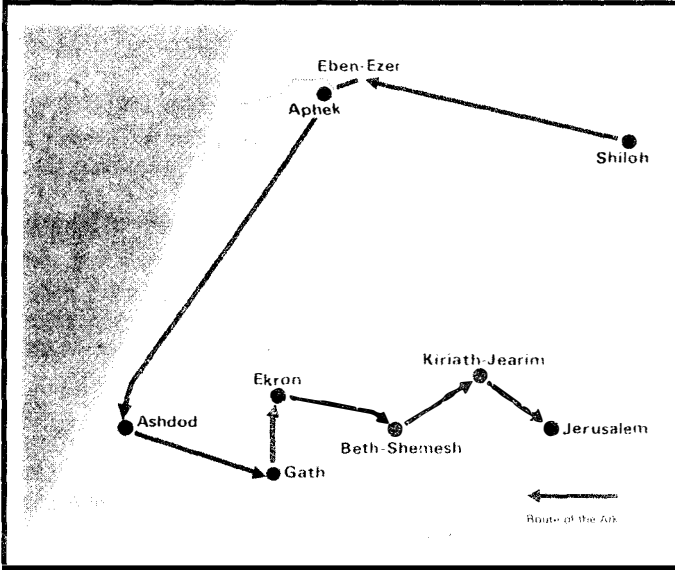 Eben-Ezer
Aphek
Shiloh
Kiriath-Jearim
Ekron
Ashdod
Jerusalem
Beth-Shemesh
Gath
Route of the Ark